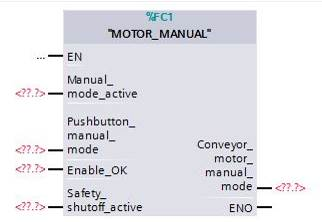 %FC1
"MOTOR_MANUAL"
... EN
Manual_
<??.?> mode_active
Pushbutton_
manual_
<??.?> mode
<??.?> Enable_OK
Safety_
<??.?> shutoff_active
Conveyor_
motor_
manual_
mode <??.?>
ENO